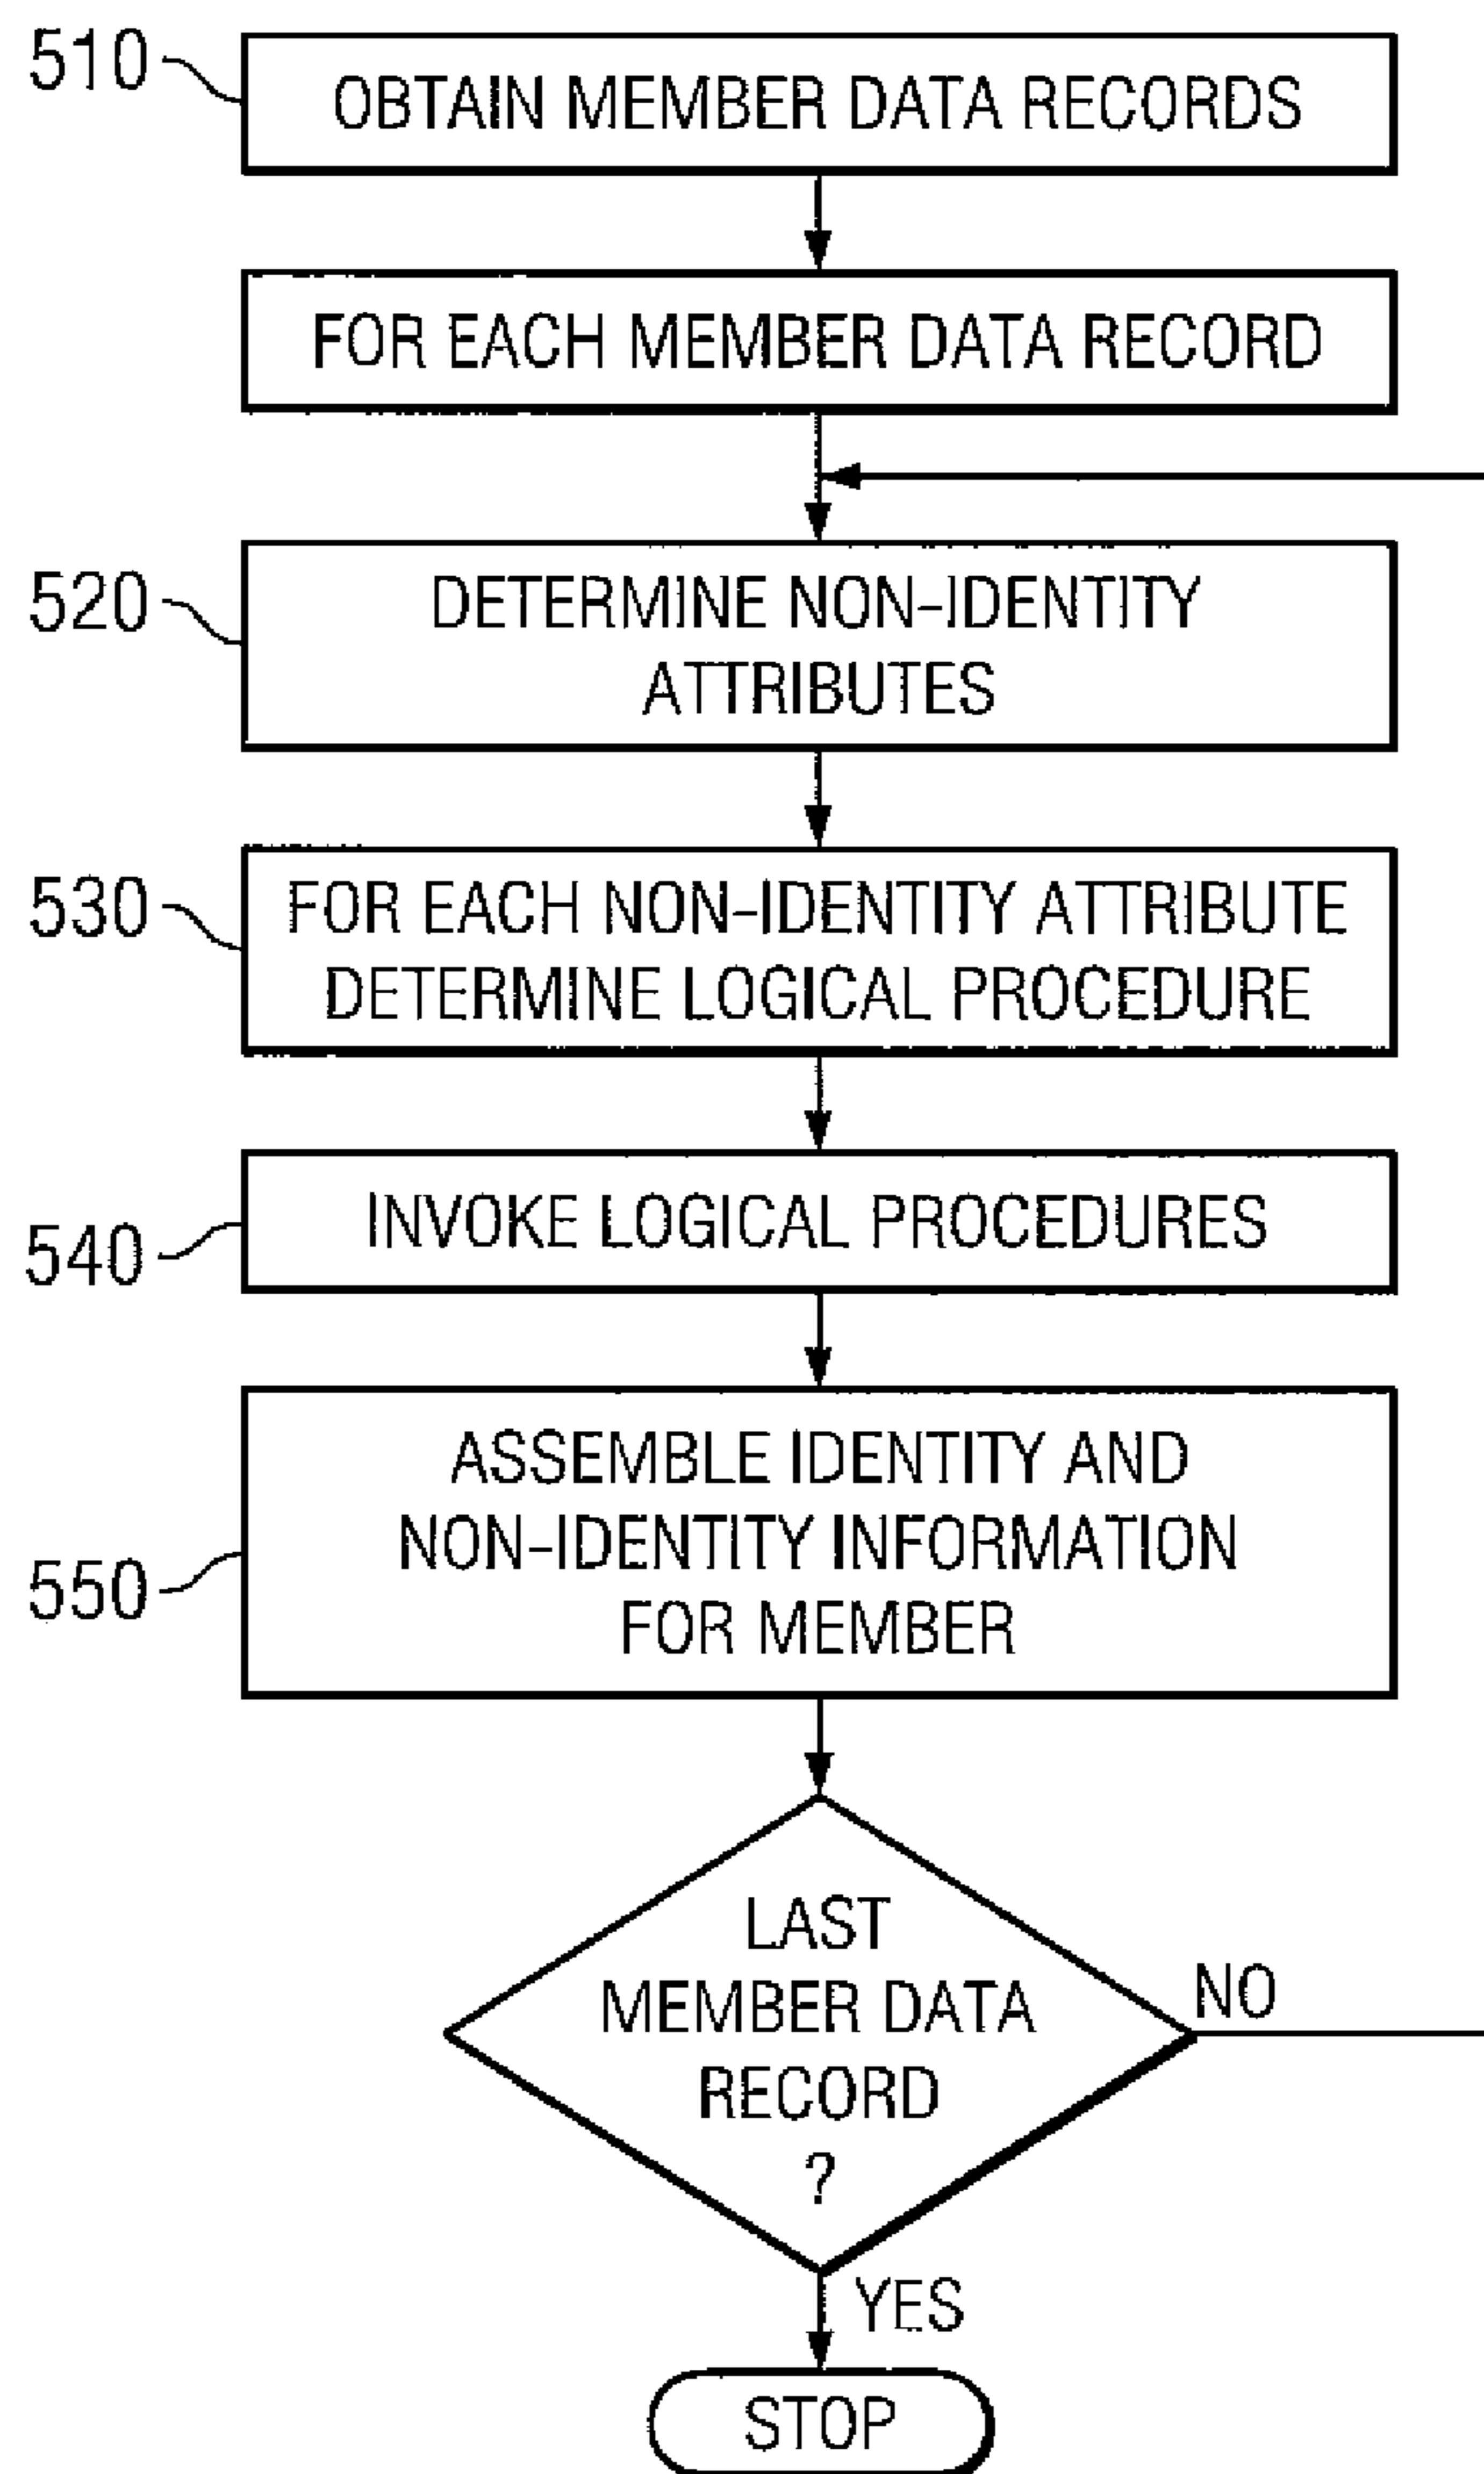 510
OBTAIN MEMBER DATA RECORDS
FOR EACH MEMBER DATA RECORD
520
DETERMINE NON-IDENTITY
ATTRIBUTES
530
FOR EACH NON-IDENTITY ATTRIBUTE
DETERMINE LOGICAL PROCEDURE
540
INVOKE LOGICAL PROCEDURES
550
ASSEMBLE IDENTITY AND
NON-IDENTITY INFORMATION
FOR MEMBER
LAST
MEMBER DATA
RECORD
?
NO
YES
STOP